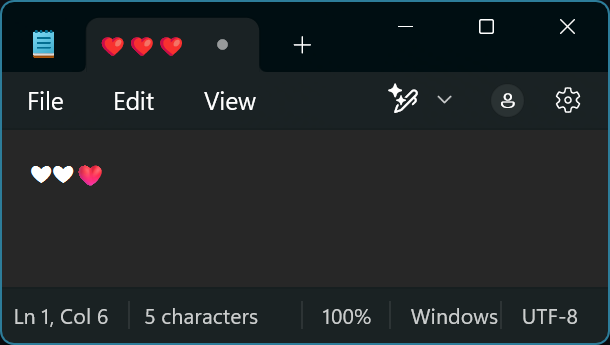 ❤️ ❤️ ❤️
File Edit View
❤❤❤️
Ln 1, Col 6 5 characters 100% Windows UTF-8